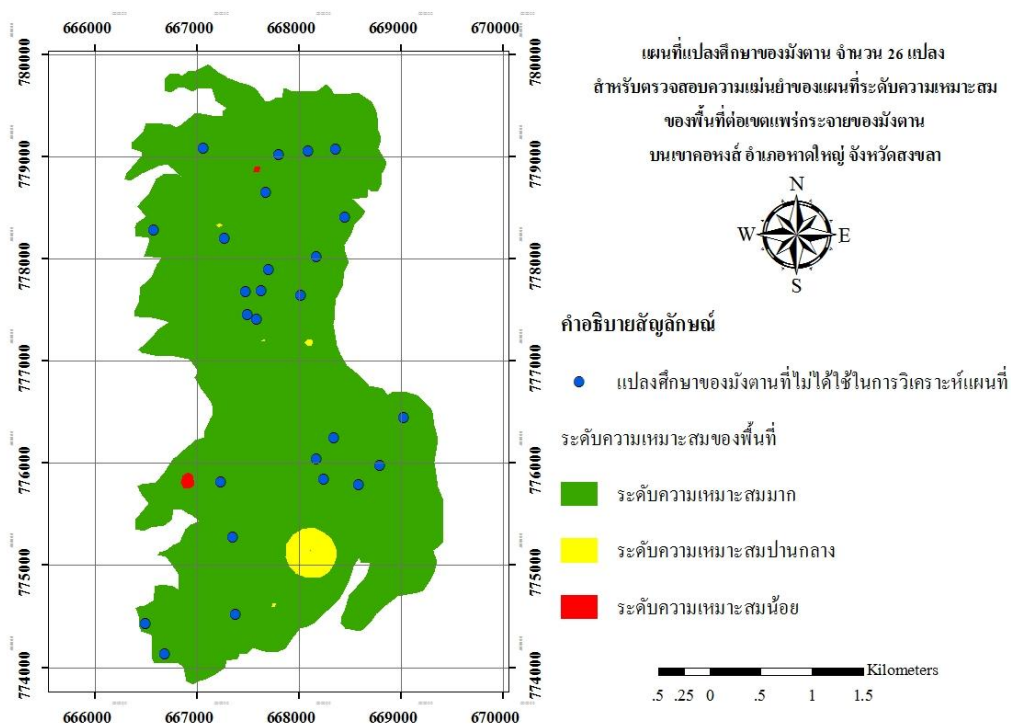 666000 667000 668000 669000 670000
780000 780000
779000 779000
778000 778000
777000 777000
776000 776000
775000 775000
774000 774000
666000 667000 668000 669000 670000
แผนที่แปลงศึกษาของมังตาน จำนวน 26 แปลง
สำหรับตรวจสอบความแม่นยำของแผนที่ระดับความเหมาะสม
ของพื้นที่ต่อเขตแพร่กระจายของมังตาน
บนเขาคอหงส์ อำเภอหาดใหญ่ จังหวัดสงขลา
N
W E
S
คำอธิบายสัญลักษณ์
แปลงศึกษาของมังตานที่ไม่ได้ใช้ในการวิเคราะห์แผนที่
ระดับความเหมาะสมของพื้นที่
ระดับความเหมาะสมมาก
ระดับความเหมาะสมปานกลาง
ระดับความเหมาะสมน้อย
Kilometers
.5 .25 0 .5 1 1.5